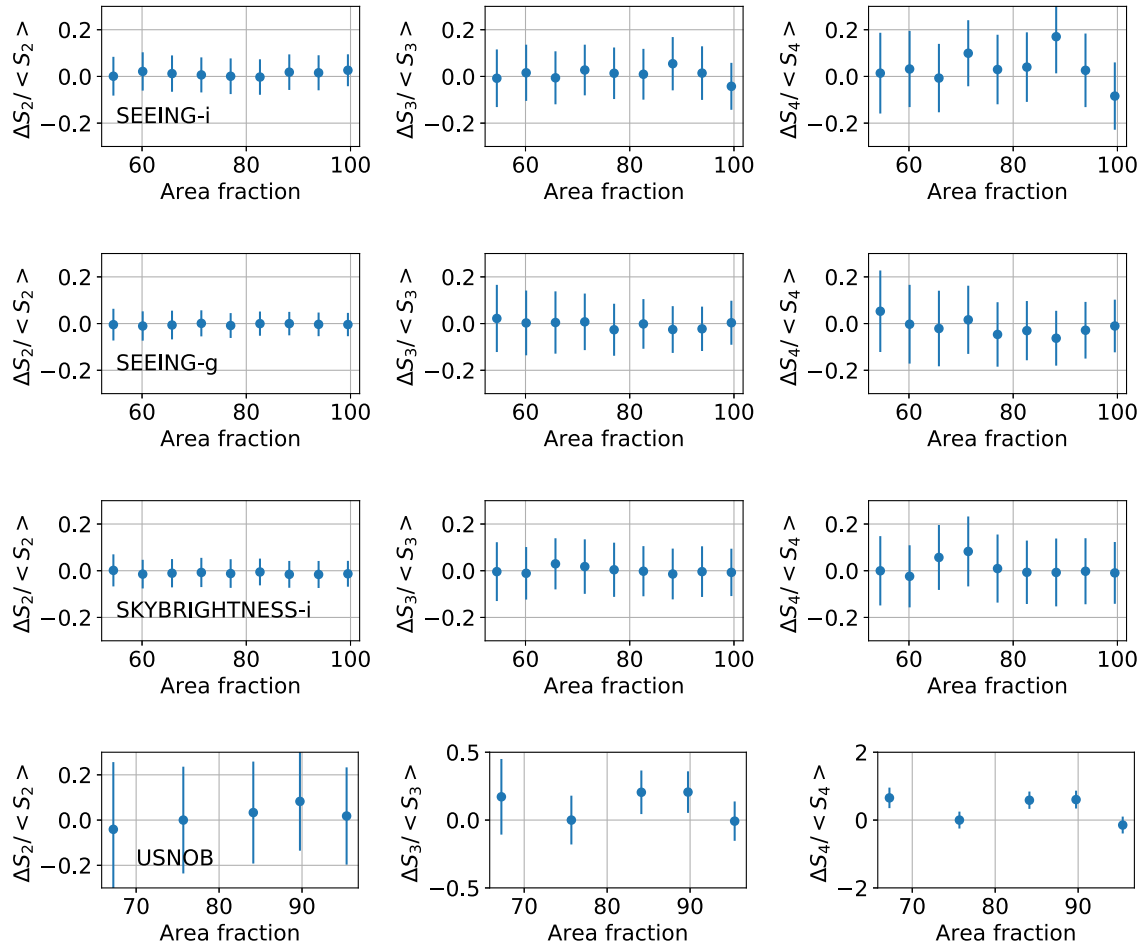 ΔS₂/ < S₂ >
0.2
0.0
−0.2
SEEING-i
60 80 100
Area fraction
ΔS₃/ < S₃ >
0.2
0.0
−0.2
60 80 100
Area fraction
ΔS₄/ < S₄ >
0.2
0.0
−0.2
60 80 100
Area fraction
ΔS₂/ < S₂ >
0.2
0.0
−0.2
SEEING-g
60 80 100
Area fraction
ΔS₃/ < S₃ >
0.2
0.0
−0.2
60 80 100
Area fraction
ΔS₄/ < S₄ >
0.2
0.0
−0.2
60 80 100
Area fraction
ΔS₂/ < S₂ >
0.2
0.0
−0.2
SKYBRIGHTNESS-i
60 80 100
Area fraction
ΔS₃/ < S₃ >
0.2
0.0
−0.2
60 80 100
Area fraction
ΔS₄/ < S₄ >
0.2
0.0
−0.2
60 80 100
Area fraction
ΔS₂/ < S₂ >
0.2
0.0
−0.2
USNOB
70 80 90
Area fraction
ΔS₃/ < S₃ >
0.5
0.0
−0.5
70 80 90
Area fraction
ΔS₄/ < S₄ >
2
0
−2
70 80 90
Area fraction